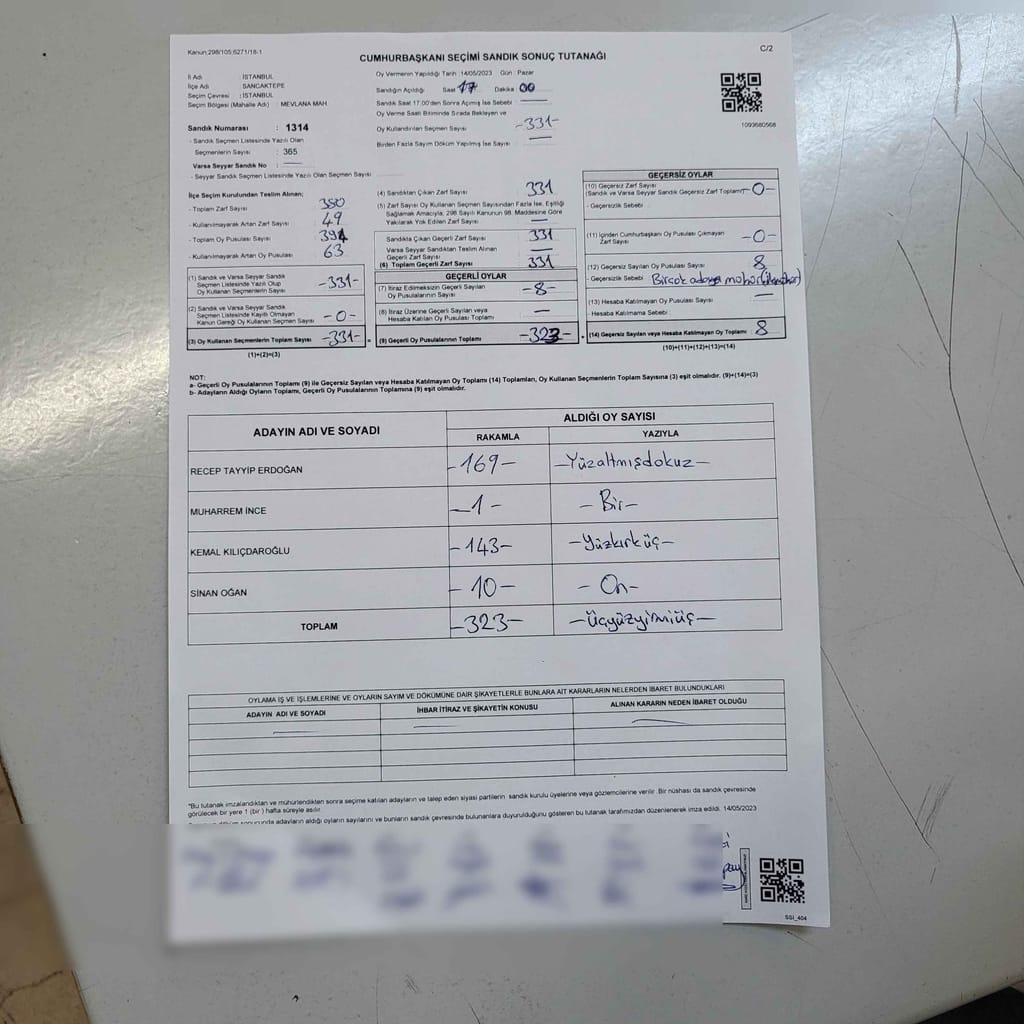 Kanun:298/105;6271/18-1
C/2
CUMHURBAŞKANI SEÇİMİ SANDIK SONUÇ TUTANAĞI
İl Adı : İSTANBUL
İlçe Adı : SANCAKTEPE
Seçim Çevresi : İSTANBUL
Seçim Bölgesi (Mahalle Adı) : MEVLANA MAH
Oy Vermenin Yapıldığı Tarih : 14/05/2023 Gün : Pazar
Sandığın Açıldığı Saat 17 Dakika 00
Sandık Saat 17.00'den Sonra Açımış İse Sebebi
Oy Verme Saati Bitiminde Sırada Bekleyen ve
Oy Kullandırılan Seçmen Sayısı -331-
Birden Fazla Sayım Döküm Yapılmış İse Sayısı
1093680568
Sandık Numarası : 1314
- Sandık Seçmen Listesinde Yazılı Olan
Seçmenlerin Sayısı : 365
Varsa Seyyar Sandık No :
- Seyyar Sandık Seçmen Listesinde Yazılı Olan Seçmen Sayısı
İlçe Seçim Kurulundan Teslim Alınan;
- Toplam Zarf Sayısı 380
- Kullanılmayarak Artan Zarf Sayısı 49
- Toplam Oy Pusulası Sayısı 394
- Kullanılmayarak Artan Oy Pusulası 63
(1) Sandık ve Varsa Seyyar Sandık
Seçmen Listesinde Yazılı Olup
Oy Kullanan Seçmenlerin Sayısı -331-
(2) Sandık ve Varsa Seyyar Sandık
Seçmen Listesinde Kayıtlı Olmayan
Kanun Gereği Oy Kullanan Seçmen Sayısı -0-
(3) Oy Kullanan Seçmenlerin Toplam Sayısı -331- =
(1)+(2)=(3)
(4) Sandıktan Çıkan Zarf Sayısı 331
(5) Zarf Sayısı Oy Kullanan Seçmen Sayısından Fazla İse, Eşitliği
Sağlamak Amacıyla, 298 Sayılı Kanunun 98. Maddesine Göre
Yakılarak Yok Edilen Zarf Sayısı
Sandıkta Çıkan Geçerli Zarf Sayısı 331
Varsa Seyyar Sandıktan Teslim Alınan
Geçerli Zarf Sayısı
(6) Toplam Geçerli Zarf Sayısı 331
GEÇERLİ OYLAR
(7) İtiraz Edilmeksizin Geçerli Sayılan
Oy Pusulalarının Sayısı -8-
(8) İtiraz Üzerine Geçerli Sayılan veya
Hesaba Katılan Oy Pusulası Toplamı
(9) Geçerli Oy Pusulalarının Toplamı -323- +
GEÇERSİZ OYLAR
(10) Geçersiz Zarf Sayısı
(Sandık ve Varsa Seyyar Sandık Geçersiz Zarf Toplamı) -0-
- Geçersizlik Sebebi
(11) İçinden Cumhurbaşkanı Oy Pusulası Çıkmayan
Zarf Sayısı -0-
(12) Geçersiz Sayılan Oy Pusulası Sayısı 8
- Geçersizlik Sebebi
(13) Hesaba Katılmayan Oy Pusulası Sayısı
- Hesaba Katılmama Sebebi
(14) Geçersiz Sayılan veya Hesaba Katılmayan Oy Toplamı 8
(10)+(11)+(12)+(13)=(14)
NOT:
a- Geçerli Oy Pusulalarının Toplamı (9) ile Geçersiz Sayılan veya Hesaba Katılmayan Oy Toplamı (14) Toplamları, Oy Kullanan Seçmenlerin Toplam Sayısına (3) eşit olmalıdır. (9)+(14)=(3)
b- Adayların Aldığı Oyların Toplamı, Geçerli Oy Pusulalarının Toplamına (9) eşit olmalıdır.
ADAYIN ADI VE SOYADI ALDIĞI OY SAYISI
RAKAMLA YAZIYLA
RECEP TAYYİP ERDOĞAN -169- -Yüzaltmışdokuz-
MUHARREM İNCE -1- -Bir-
KEMAL KILIÇDAROĞLU -143- -Yüzkırküç-
SİNAN OĞAN -10- -On-
TOPLAM -323- -Üçyüzyirmiüç-
OYLAMA İŞ VE İŞLEMLERİNE VE OYLARIN SAYIM VE DÖKÜMÜNE DAİR ŞİKAYETLERLE BUNLARA AİT KARARLARIN NELERDEN İBARET BULUNDUKLARI
ADAYIN ADI VE SOYADI İHBAR İTİRAZ VE ŞİKAYETİN KONUSU ALINAN KARARIN NEDEN İBARET OLDUĞU
*Bu tutanak imzalandıktan ve mühürlendikten sonra seçime katılan adayların ve talep eden siyasi partilerin sandık kurulu üyelerine veya gözlemcilerine verilir. Bir nüshası da sandık çevresinde
görülecek bir yere 1 (bir) hafta süreyle asılır.
sonucunda adayların aldığı oyların sayılarını ve bunların sandık çevresinde bulunanlara duyurulduğunu gösteren bu tutanak tarafımızdan düzenlenerek imza edildi. 14/05/2023
SGI_404